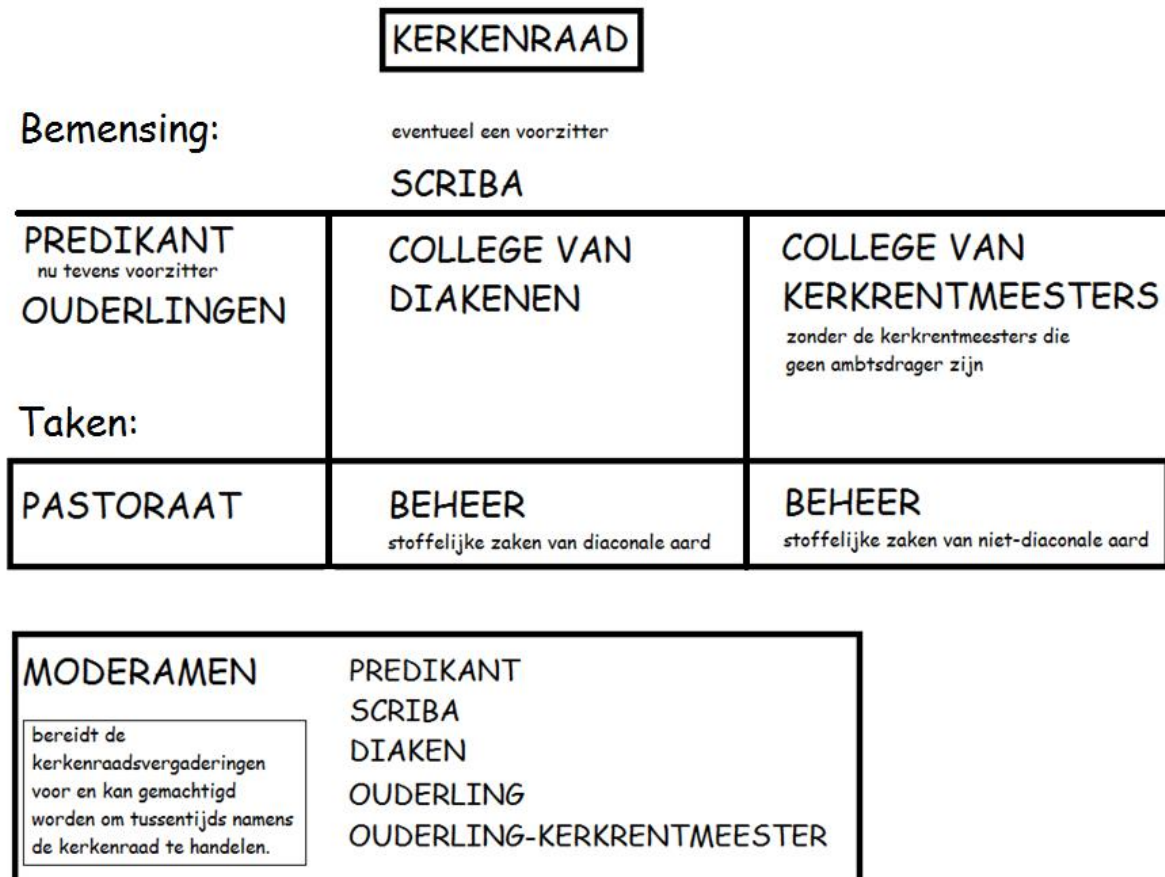 KERKENRAAD
Bemensing:
eventueel een voorzitter
SCRIBA
PREDIKANT
nu tevens voorzitter
OUDERLINGEN
COLLEGE VAN
DIAKENEN
COLLEGE VAN
KERKRENTMEESTERS
zonder de kerkrentmeesters die
geen ambtsdrager zijn
Taken:
PASTORAAT
BEHEER
stoffelijke zaken van diaconale aard
BEHEER
stoffelijke zaken van niet-diaconale aard
MODERAMEN
bereidt de
kerkenraadsvergaderingen
voor en kan gemachtigd
worden om tussentijds namens
de kerkenraad te handelen.
PREDIKANT
SCRIBA
DIAKEN
OUDERLING
OUDERLING-KERKRENTMEESTER